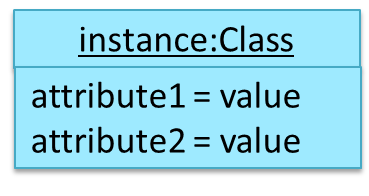 instance:Class
attribute1 = value
attribute2 = value